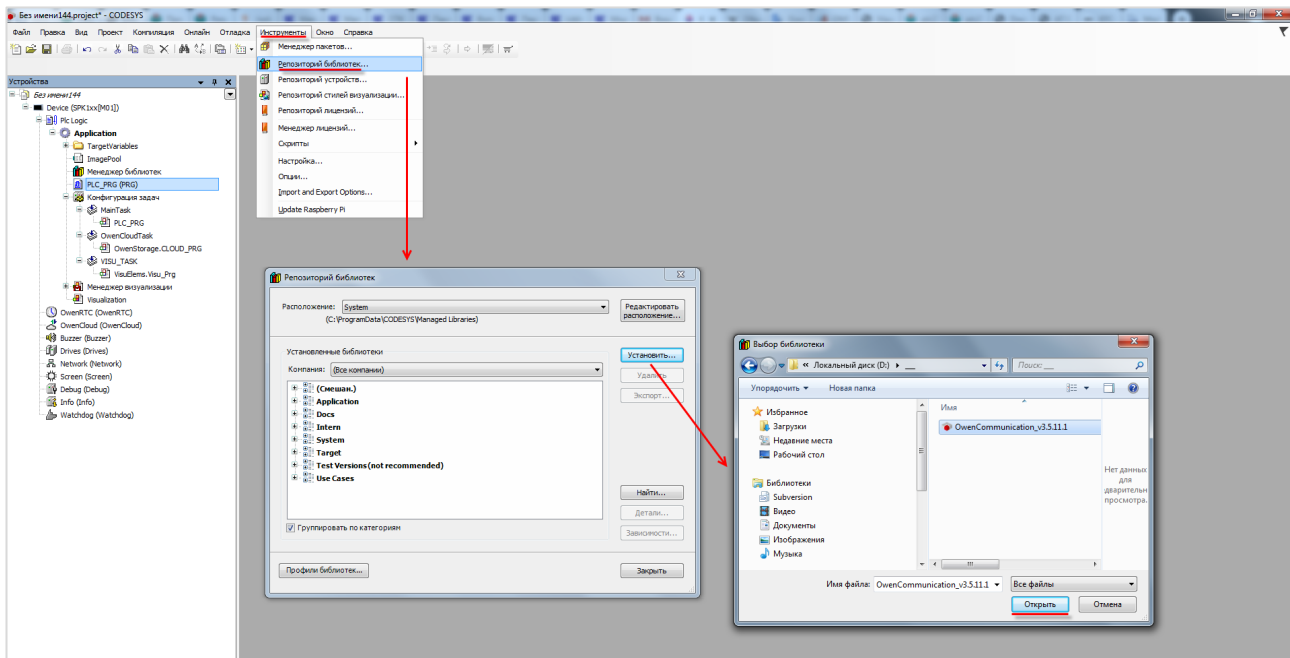 Без имени144.project* - CODESYS
Файл Правка Вид Проект Компиляция Онлайн Отладка Инструменты Окно Справка
Менеджер пакетов...
Репозиторий библиотек...
Репозиторий устройств...
Репозиторий стилей визуализации...
Репозиторий лицензий...
Менеджер лицензий...
Скрипты
Настройка...
Опции...
Import and Export Options...
Update Raspberry Pi
Устройства
Без имени144
Device (SPK1xx[M01])
Plc Logic
Application
TargetVariables
ImagePool
Менеджер библиотек
PLC_PRG (PRG)
Конфигурация задач
MainTask
PLC_PRG
OwenCloudTask
OwenStorage.CLOUD_PRG
VISU_TASK
VisuElems.Visu_Prg
Менеджер визуализации
Visualization
OwenRTC (OwenRTC)
OwenCloud (OwenCloud)
Buzzer (Buzzer)
Drives (Drives)
Network (Network)
Screen (Screen)
Debug (Debug)
Info (Info)
Watchdog (Watchdog)
Репозиторий библиотек
Расположение: System
(C:\ProgramData\CODESYS\Managed Libraries)
Редактировать
расположение...
Установленные библиотеки
Компания: (Все компании)
(Смешан.)
Application
Docs
Intern
System
Target
Test Versions(not recommended)
Use Cases
Группировать по категориям
Установить...
Удалить
Экспорт...
Найти...
Детали...
Зависимости...
Профили библиотек...
Закрыть
Выбор библиотеки
« Локальный диск (D:) ▸ __
Поиск: __
Упорядочить Новая папка
Избранное
Загрузки
Недавние места
Рабочий стол
Библиотеки
Subversion
Видео
Документы
Изображения
Музыка
Имя
OwenCommunication_v3.5.11.1
Нет данных
для
дварительн
просмотра.
Имя файла: OwenCommunication_v3.5.11.1 Все файлы
Открыть Отмена